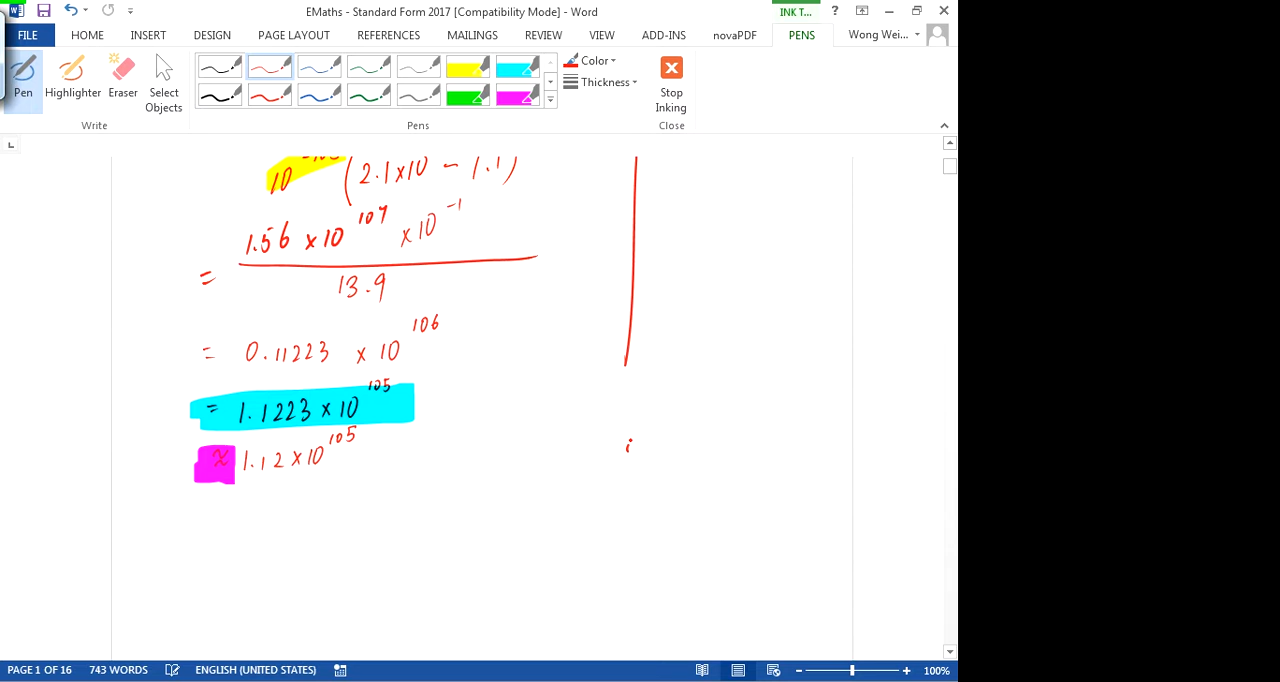 EMaths - Standard Form 2017 [Compatibility Mode] - Word
INK T...
?
FILE HOME INSERT DESIGN PAGE LAYOUT REFERENCES MAILINGS REVIEW VIEW ADD-INS novaPDF PENS Wong Wei...
Pen
Highlighter
Eraser
Select Objects
Color
Thickness
Stop Inking
Write
Pens
Close
10 (2.1×10 - 1.1)
= 1.56 ×10^107 ×10^-1
13.9
= 0.11223 × 10^106
= 1.1223 × 10^105
≈ 1.12 × 10^105
PAGE 1 OF 16 743 WORDS ENGLISH (UNITED STATES) 100%